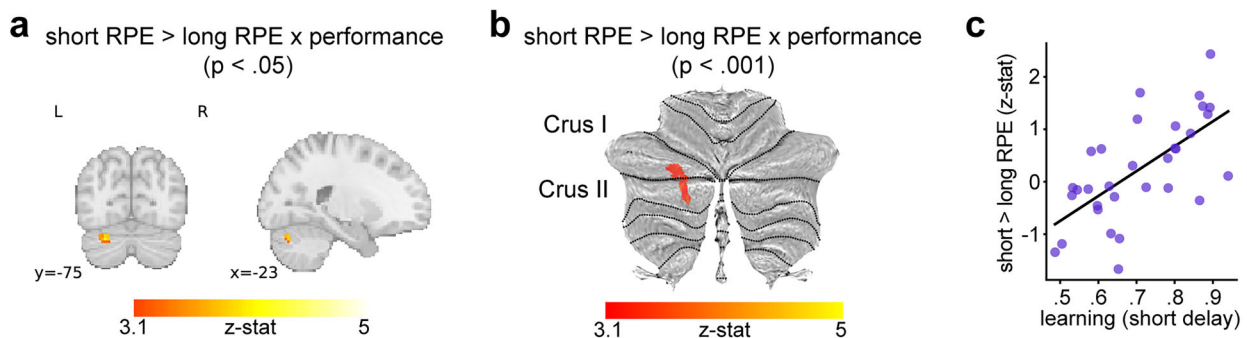 a
short RPE > long RPE x performance
(p < .05)
L
R
y=-75
x=-23
3.1
z-stat
5
b
short RPE > long RPE x performance
(p < .001)
Crus I
Crus II
3.1
z-stat
5
c
short > long RPE (z-stat)
2
1
0
-1
.5 .6 .7 .8 .9
learning (short delay)